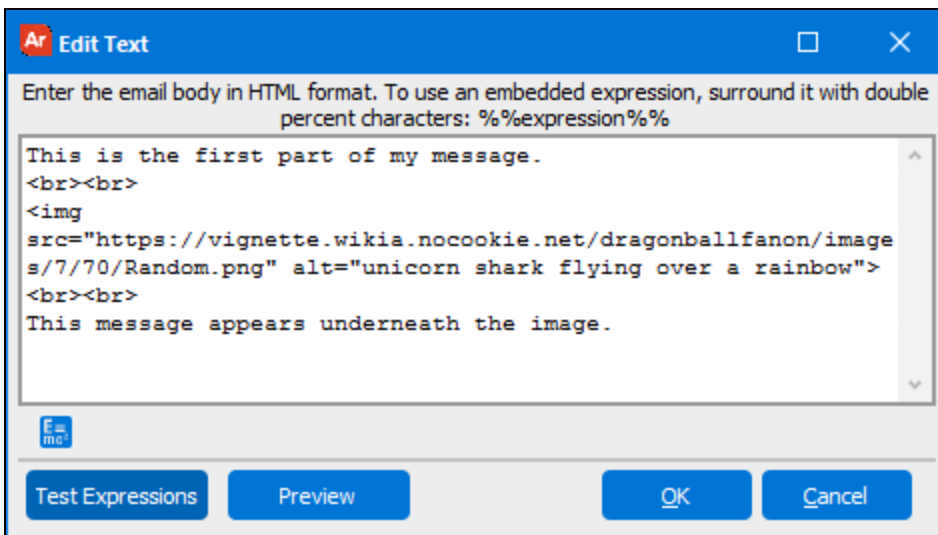 Ar Edit Text
Enter the email body in HTML format. To use an embedded expression, surround it with double
percent characters: %%expression%%
This is the first part of my message.
<br><br>
<img
src="https://vignette.wikia.nocookie.net/dragonballfanon/image
s/7/70/Random.png" alt="unicorn shark flying over a rainbow">
<br><br>
This message appears underneath the image.
E=
mc²
Test Expressions Preview OK Cancel